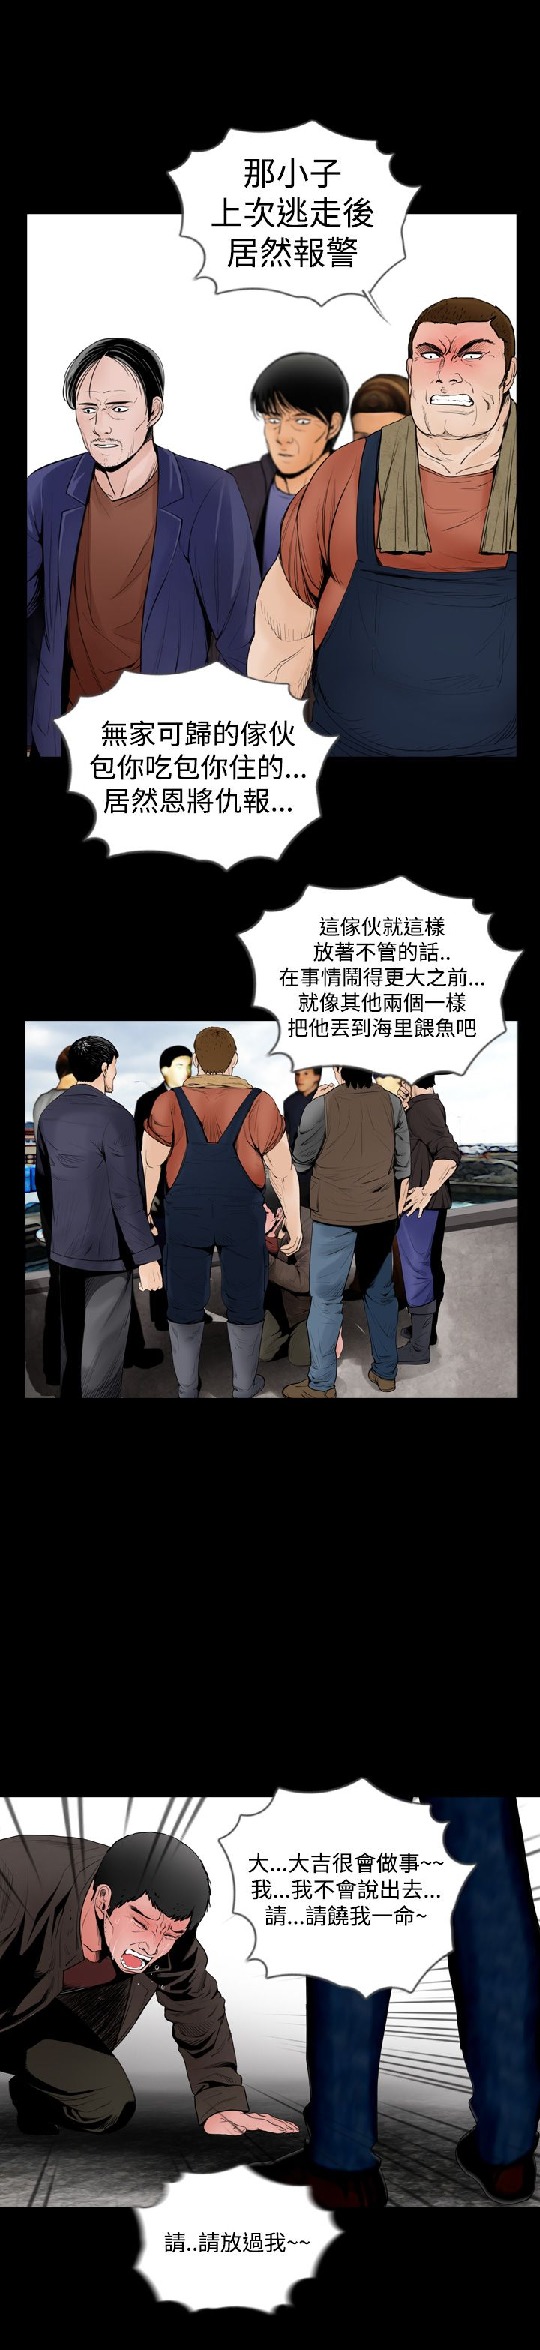 那小子
上次逃走後
居然報警
無家可歸的傢伙
包你吃包你住的...
居然恩將仇報...
這傢伙就這樣
放著不管的話..
在事情鬧得更大之前...
就像其他兩個一樣
把他丟到海里餵魚吧
大...大吉很會做事~~
我...我不會說出去...
請...請饒我一命~
請..請放過我~~